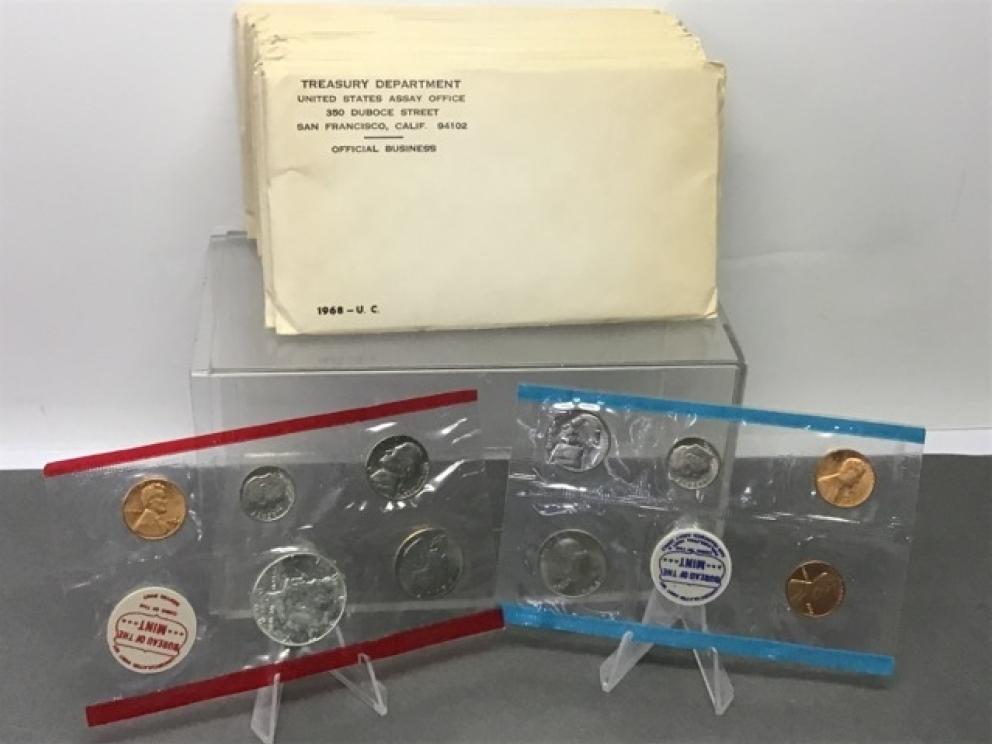 TREASURY DEPARTMENT
UNITED STATES ASSAY OFFICE
350 DUBOCE STREET
SAN FRANCISCO, CALIF. 94102
OFFICIAL BUSINESS
1968 – U. C.
BUREAU OF THE
MINT
BUREAU OF THE
MINT